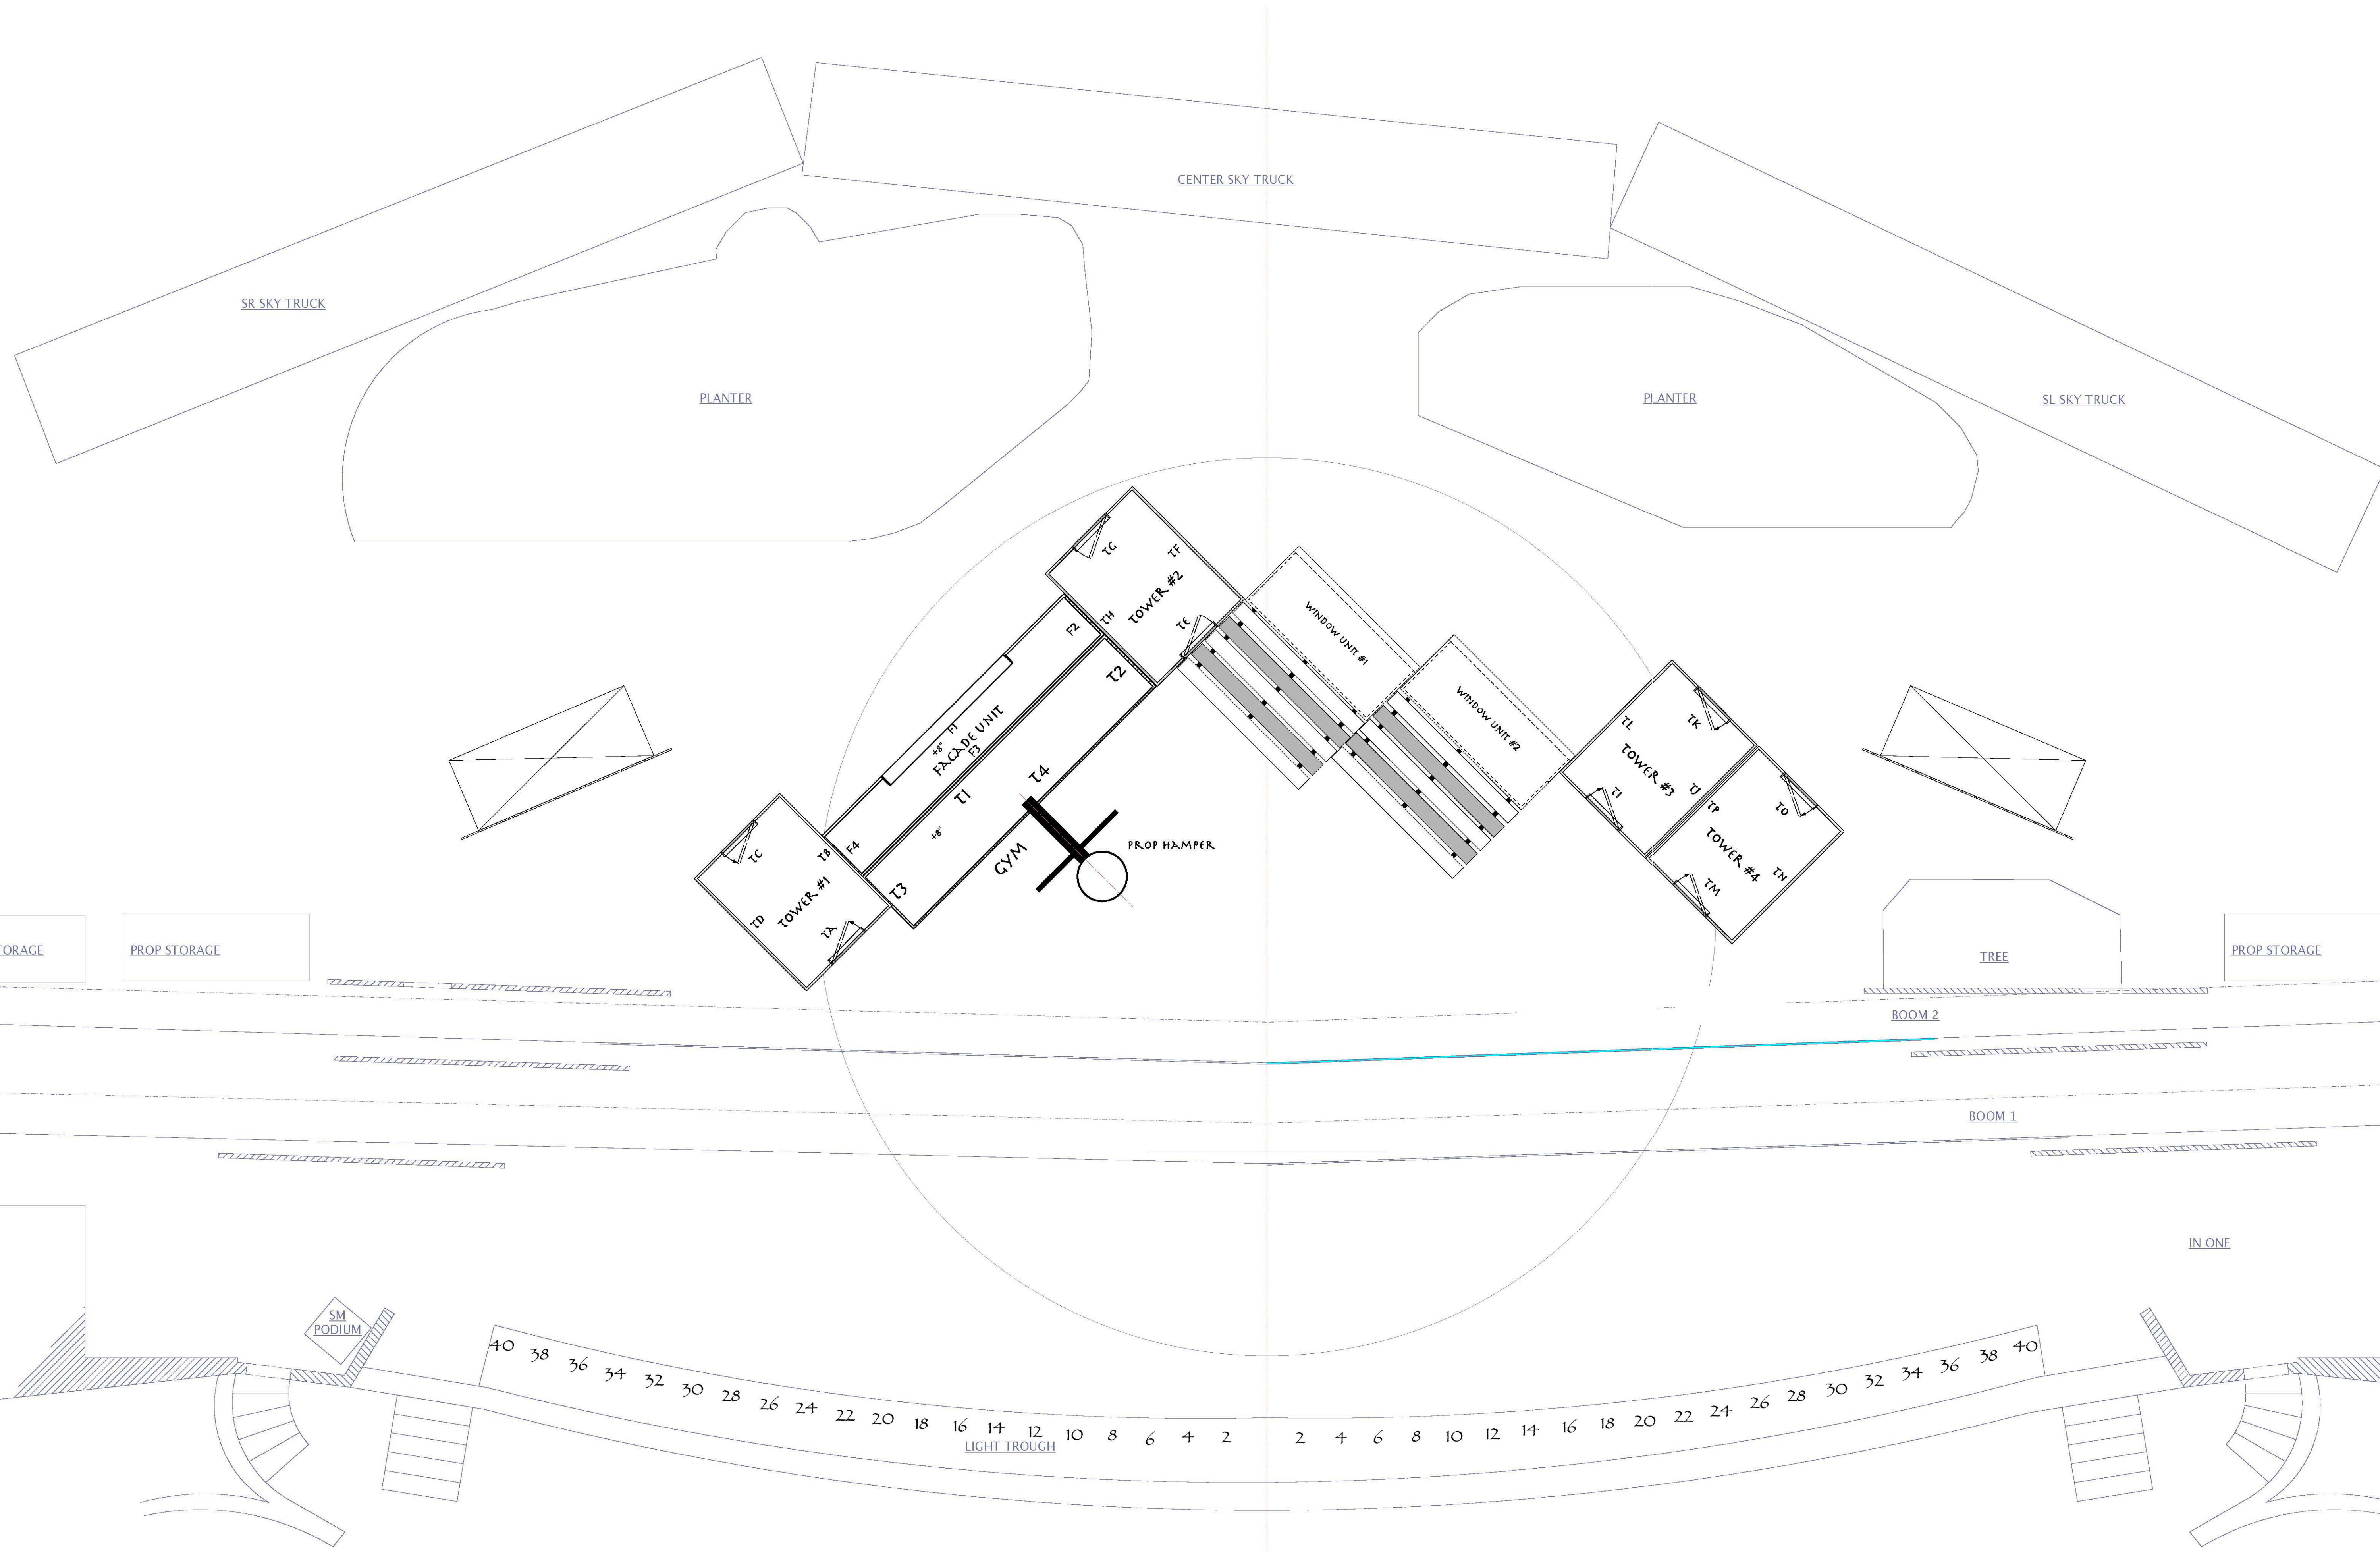 CENTER SKY TRUCK
SR SKY TRUCK
PLANTER
PLANTER
SL SKY TRUCK
TG
TF
TOWER #2
TH
TE
F2
T2
WINDOW UNIT #1
WINDOW UNIT #2
F1
+8"
FACADE UNIT
F3
T4
T1
+8"
F4
T3
GYM
PROP HAMPER
TC
TB
TOWER #1
TD
TA
TL
TK
TOWER #3
TI
TJ
TP
TO
TOWER #4
TM
TN
TORAGE
PROP STORAGE
TREE
PROP STORAGE
BOOM 2
BOOM 1
IN ONE
SM
PODIUM
40 38 36 34 32 30 28 26 24 22 20 18 16 14 12 10 8 6 4 2 2 4 6 8 10 12 14 16 18 20 22 24 26 28 30 32 34 36 38 40
LIGHT TROUGH